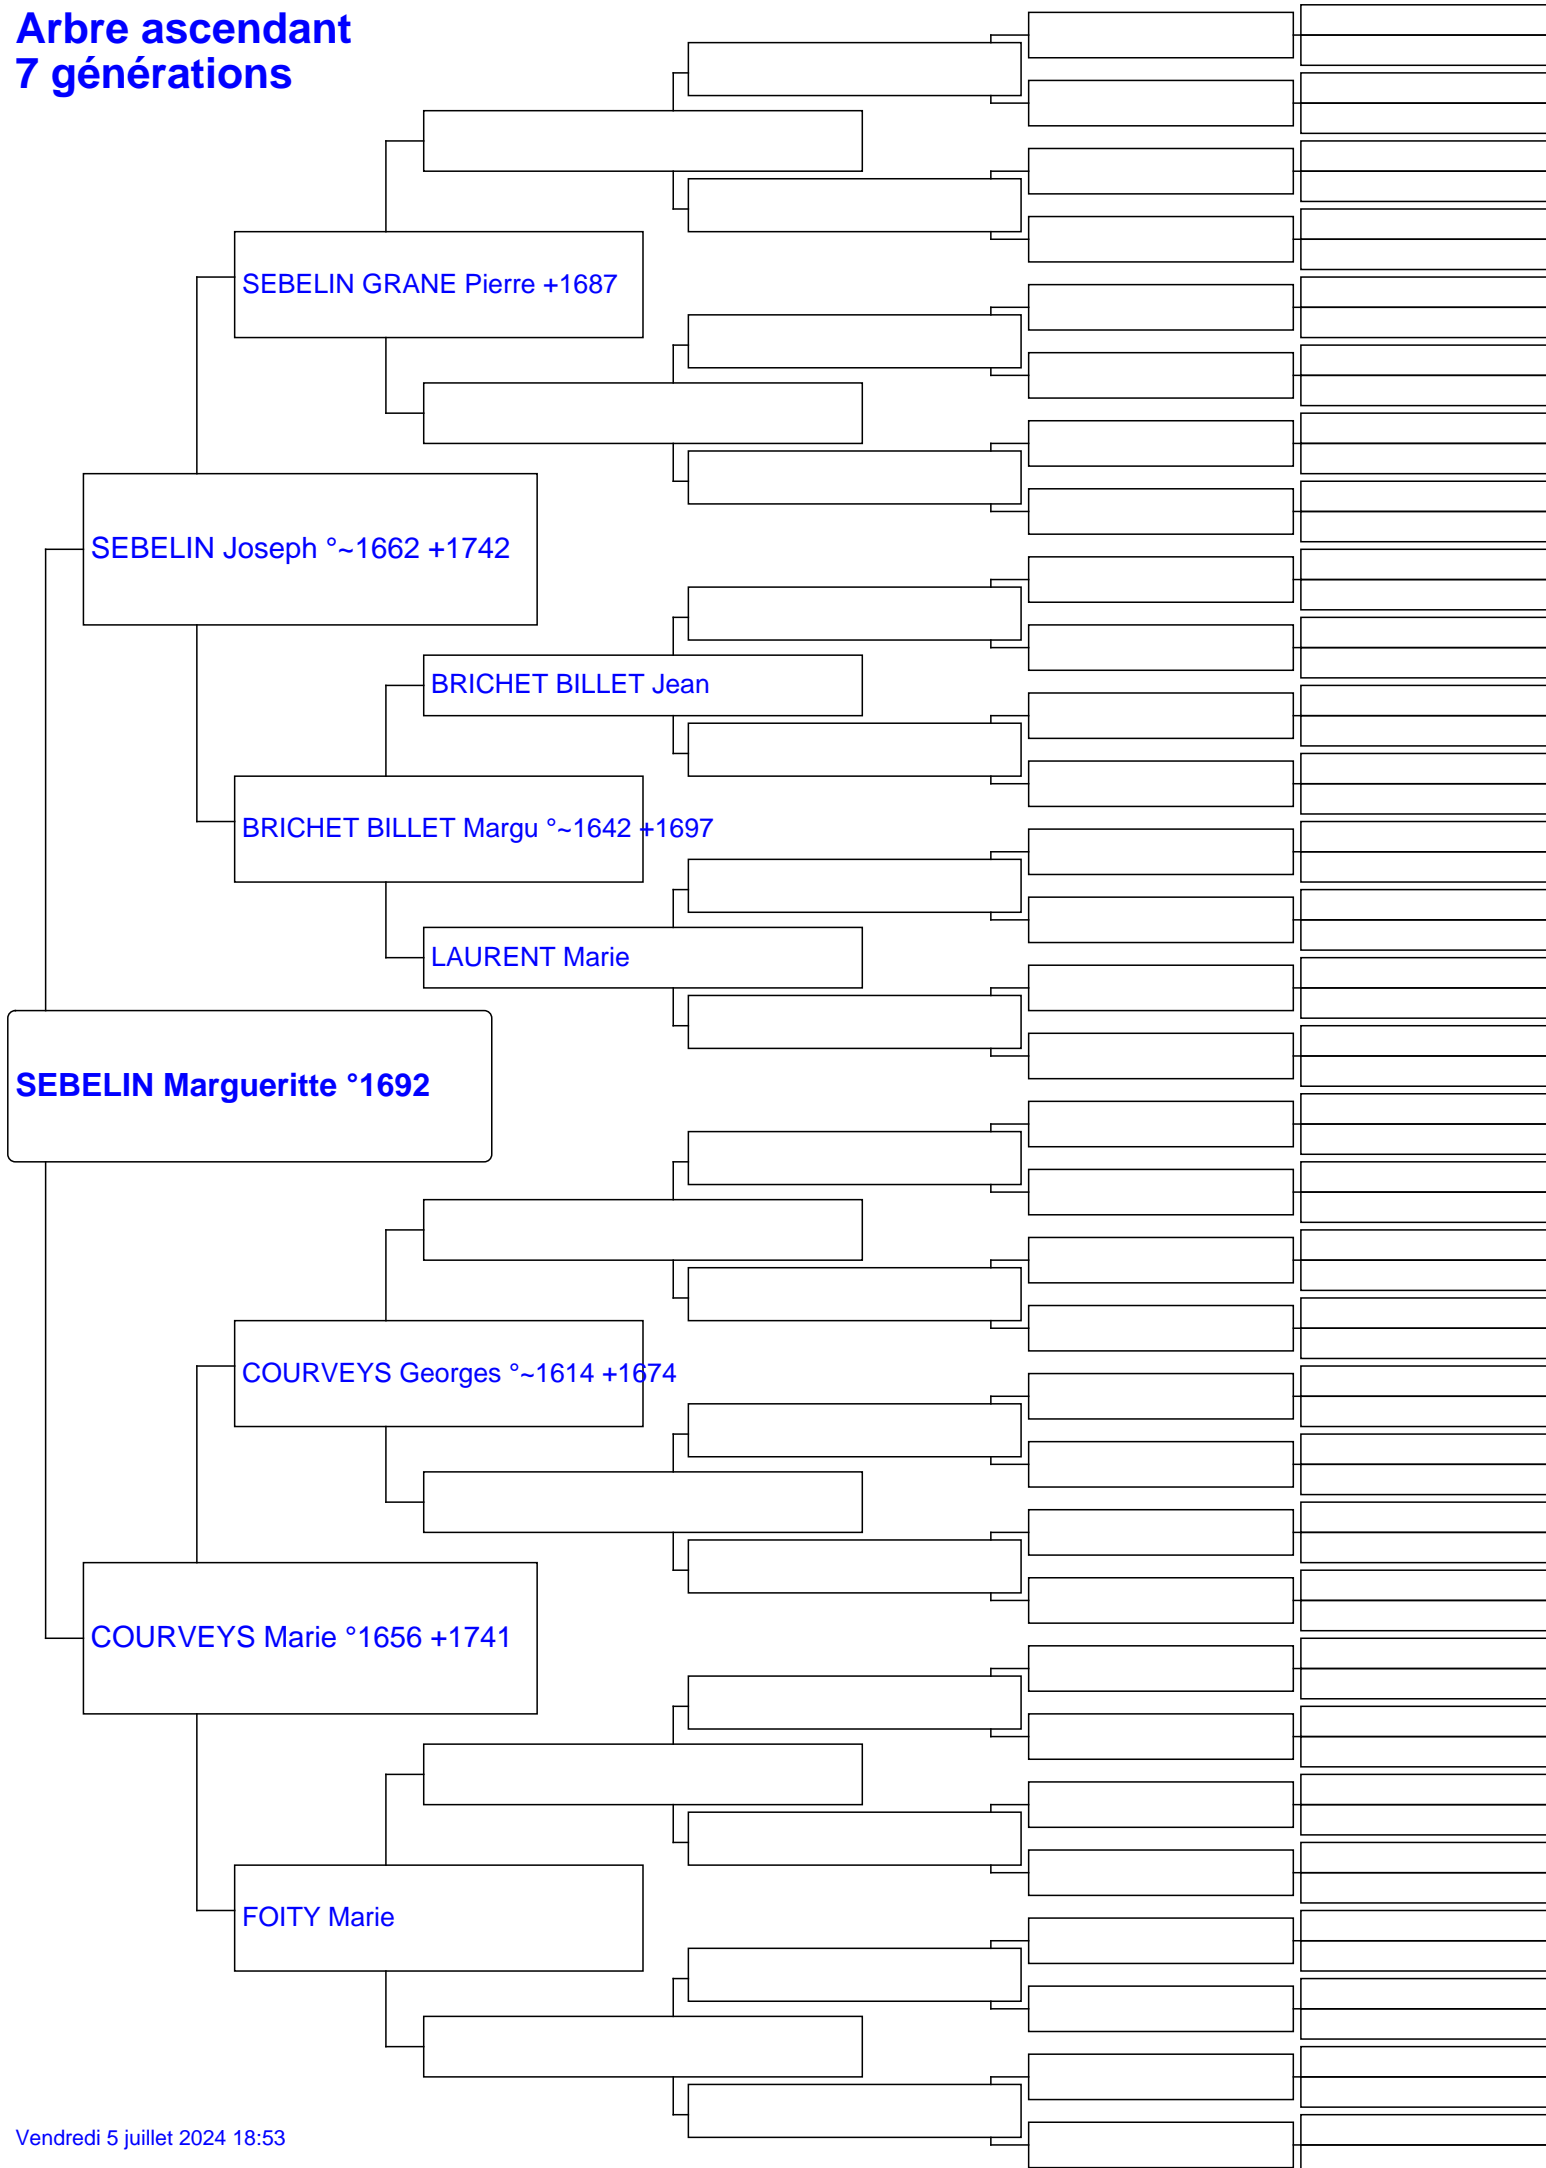 Arbre ascendant
7 générations
SEBELIN GRANE Pierre +1687
SEBELIN Joseph °~1662 +1742
BRICHET BILLET Jean
BRICHET BILLET Margu °~1642 +1697
LAURENT Marie
SEBELIN Margueritte °1692
COURVEYS Georges °~1614 +1674
COURVEYS Marie °1656 +1741
FOITY Marie
Vendredi 5 juillet 2024 18:53